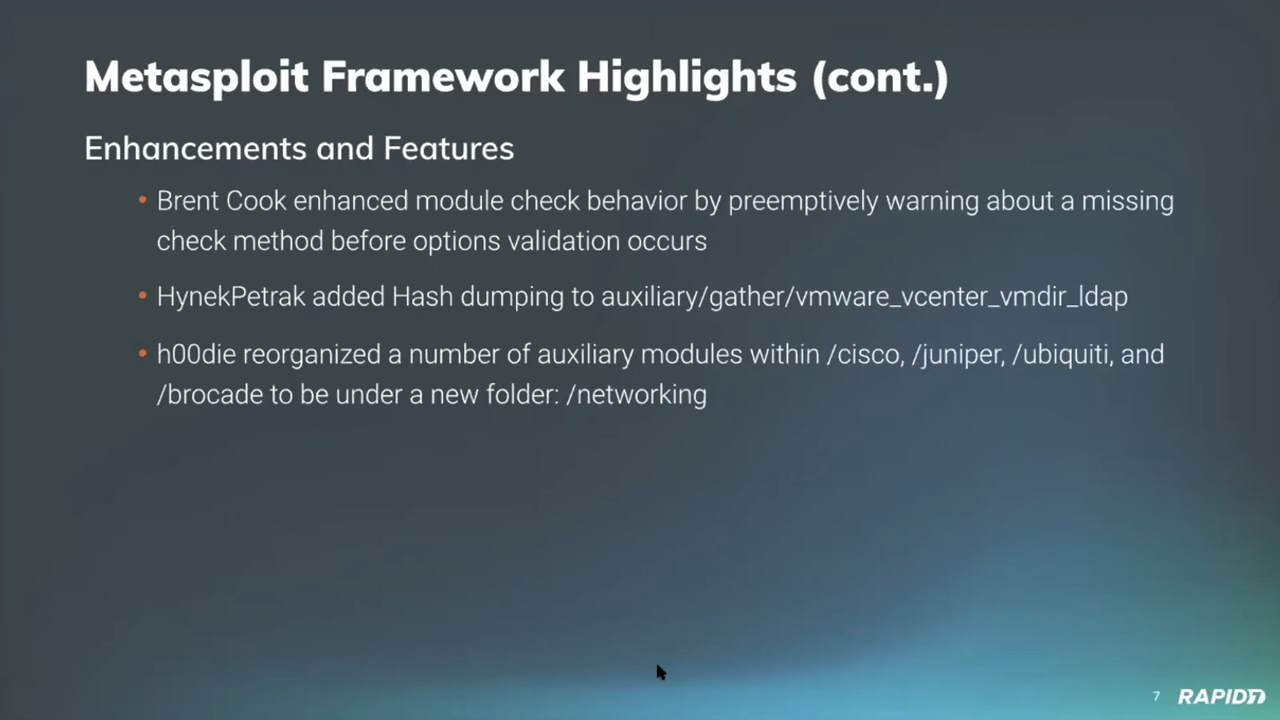 Metasploit Framework Highlights (cont.)
Enhancements and Features
• Brent Cook enhanced module check behavior by preemptively warning about a missing
check method before options validation occurs
• HynekPetrak added Hash dumping to auxiliary/gather/vmware_vcenter_vmdir_ldap
• h00die reorganized a number of auxiliary modules within /cisco, /juniper, /ubiquiti, and
/brocade to be under a new folder: /networking
7 RAPID7